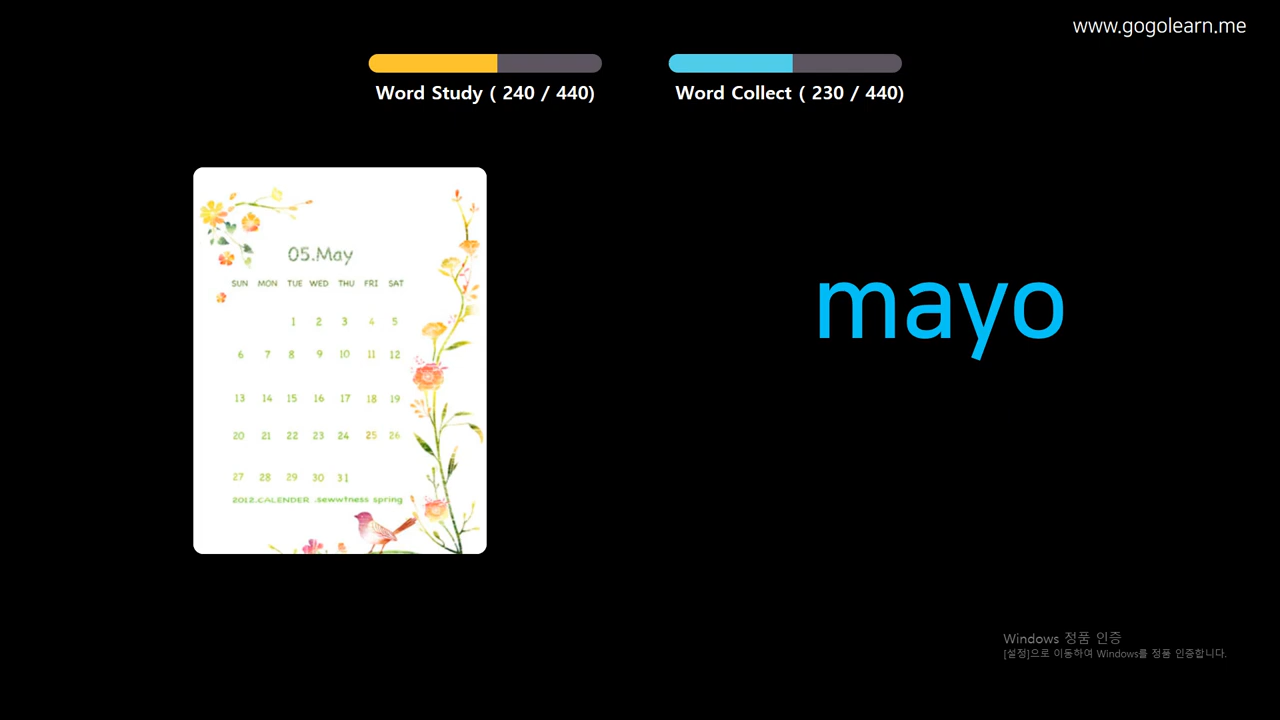 www.gogolearn.me
Word Study ( 240 / 440)
Word Collect ( 230 / 440)
05.May
SUN MON TUE WED THU FRI SAT
1 2 3 4 5
6 7 8 9 10 11 12
13 14 15 16 17 18 19
20 21 22 23 24 25 26
27 28 29 30 31
2012.CALENDER .sewwtness spring
mayo
Windows 정품 인증
[설정]으로 이동하여 Windows를 정품 인증합니다.